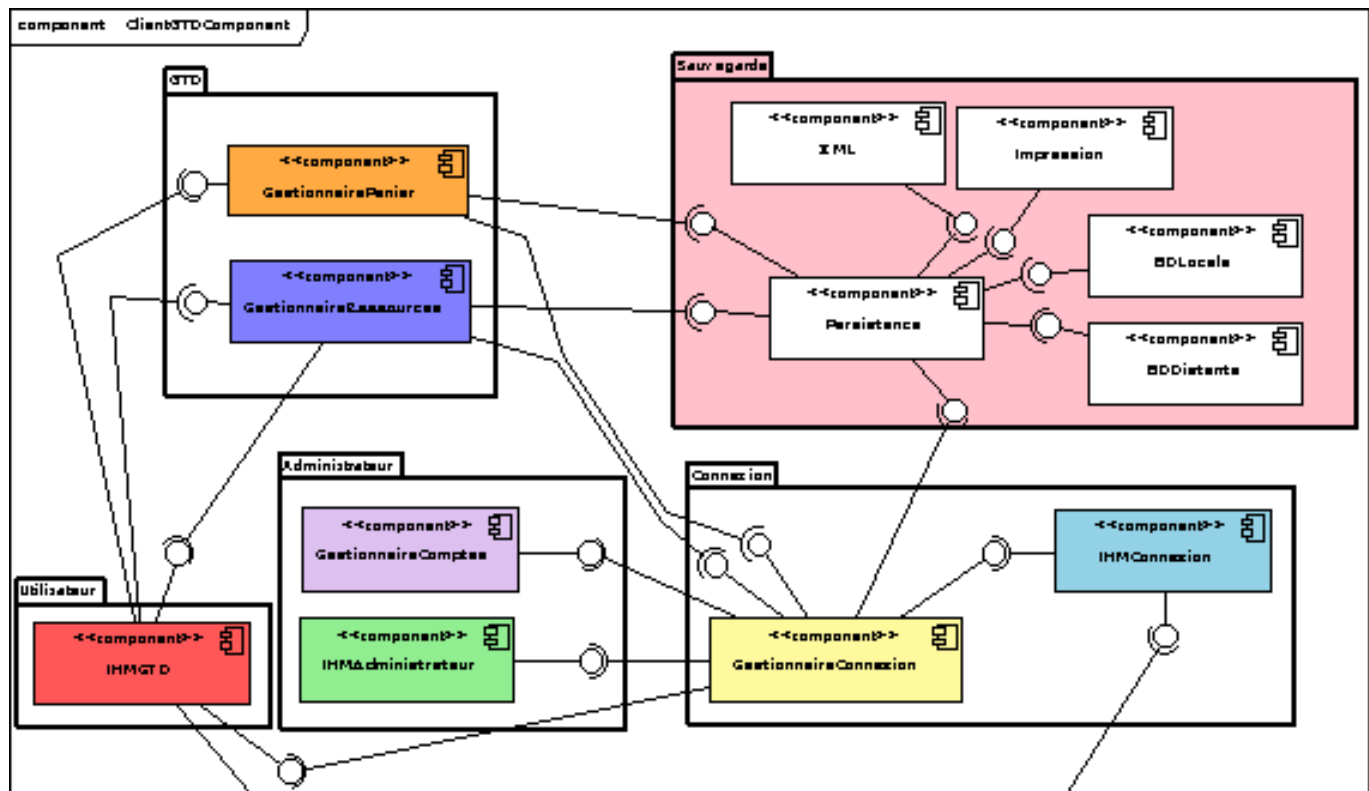 component ClientGTDComponent
GTD
<<component>>
GestionnairePanier
<<component>>
GestionnaireRessources
Sauvegarde
<<component>>
XML
<<component>>
Impression
<<component>>
BDLocale
<<component>>
Persistance
<<component>>
BDDistante
Administrateur
<<component>>
GestionnaireComptes
<<component>>
IHMAdministrateur
Connexion
<<component>>
IHMConnexion
<<component>>
GestionnaireConnexion
Utilisateur
<<component>>
IHMGTD